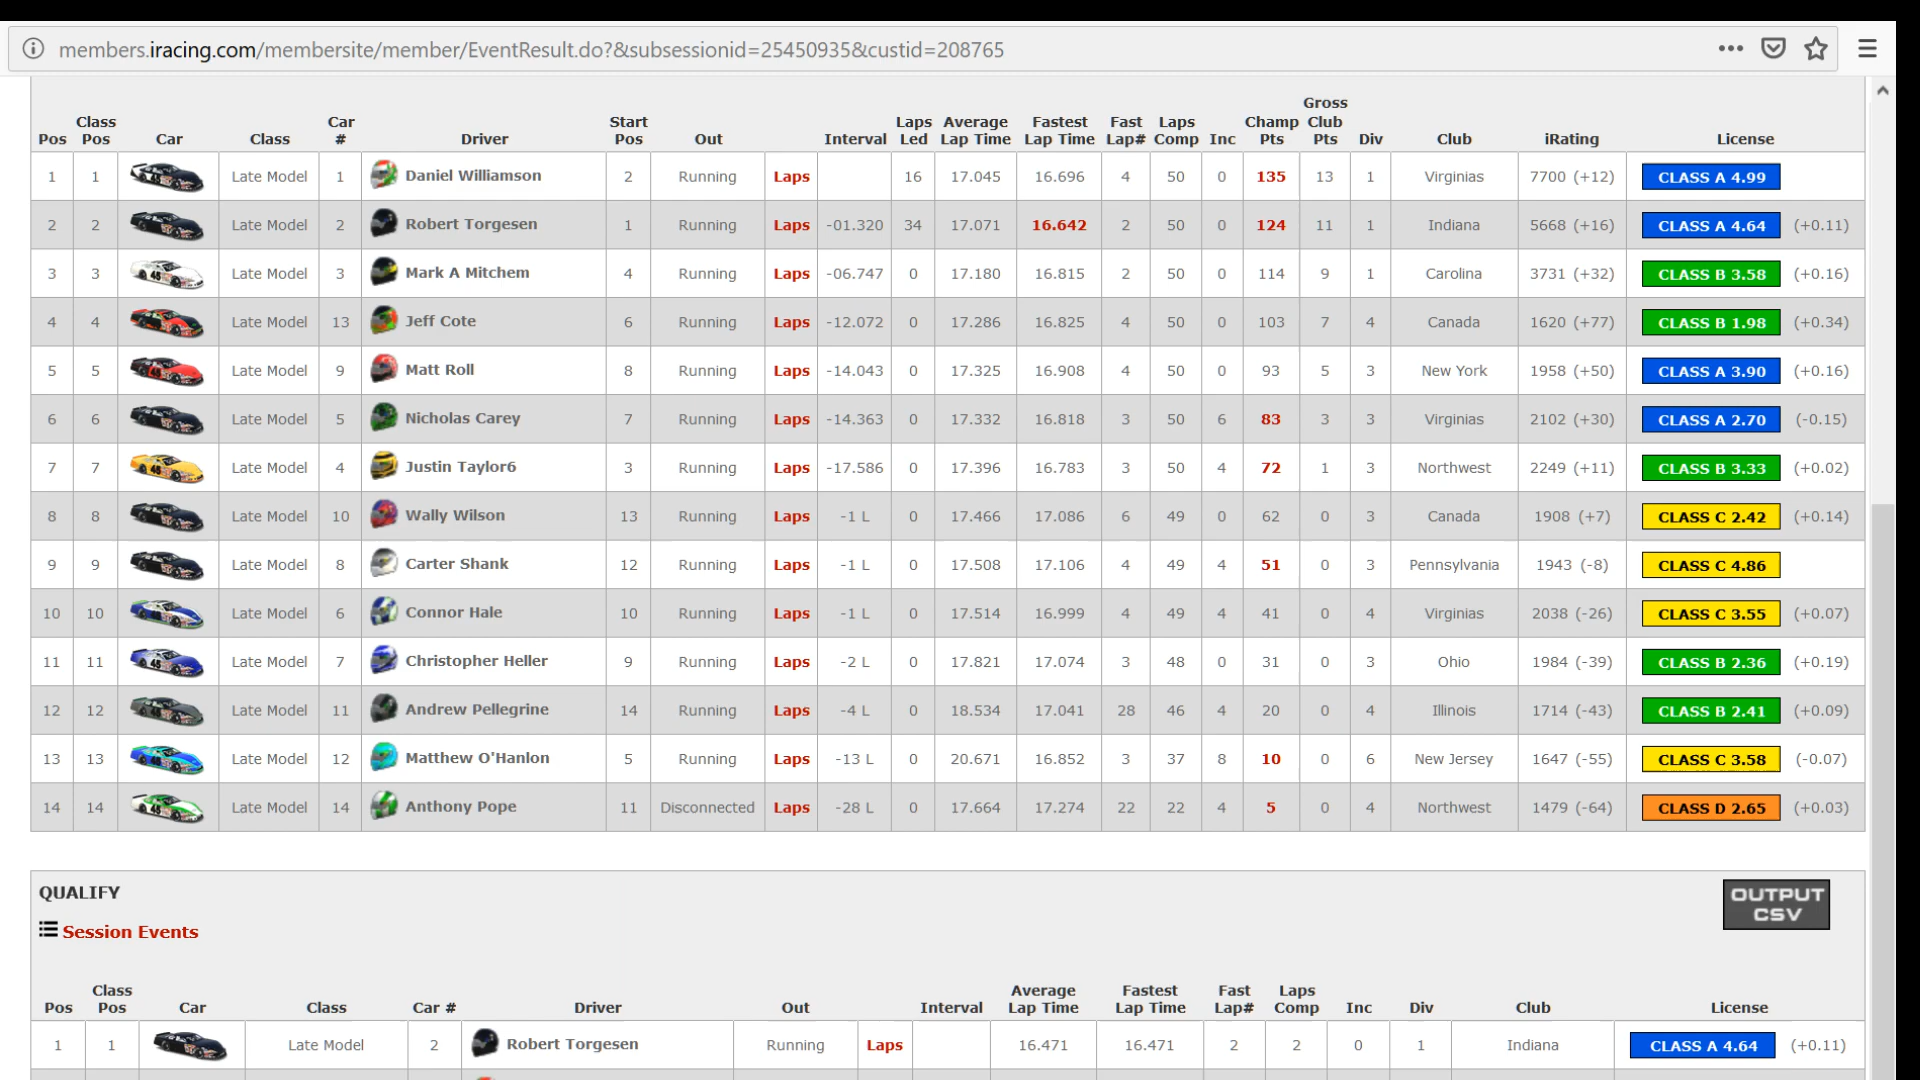 members.iracing.com/membersite/member/EventResult.do?&subsessionid=25450935&custid=208765
Pos Class Pos Car Class Car # Driver Start Pos Out Interval Laps Led Average Lap Time Fastest Lap Time Fast Lap# Laps Comp Inc Champ Pts Gross Club Pts Div Club iRating License
1 1 Late Model 1 Daniel Williamson 2 Running Laps 16 17.045 16.696 4 50 0 135 13 1 Virginias 7700 (+12) CLASS A 4.99
2 2 Late Model 2 Robert Torgesen 1 Running Laps -01.320 34 17.071 16.642 2 50 0 124 11 1 Indiana 5668 (+16) CLASS A 4.64 (+0.11)
3 3 Late Model 3 Mark A Mitchem 4 Running Laps -06.747 0 17.180 16.815 2 50 0 114 9 1 Carolina 3731 (+32) CLASS B 3.58 (+0.16)
4 4 Late Model 13 Jeff Cote 6 Running Laps -12.072 0 17.286 16.825 4 50 0 103 7 4 Canada 1620 (+77) CLASS B 1.98 (+0.34)
5 5 Late Model 9 Matt Roll 8 Running Laps -14.043 0 17.325 16.908 4 50 0 93 5 3 New York 1958 (+50) CLASS A 3.90 (+0.16)
6 6 Late Model 5 Nicholas Carey 7 Running Laps -14.363 0 17.332 16.818 3 50 6 83 3 3 Virginias 2102 (+30) CLASS A 2.70 (-0.15)
7 7 Late Model 4 Justin Taylor6 3 Running Laps -17.586 0 17.396 16.783 3 50 4 72 1 3 Northwest 2249 (+11) CLASS B 3.33 (+0.02)
8 8 Late Model 10 Wally Wilson 13 Running Laps -1 L 0 17.466 17.086 6 49 0 62 0 3 Canada 1908 (+7) CLASS C 2.42 (+0.14)
9 9 Late Model 8 Carter Shank 12 Running Laps -1 L 0 17.508 17.106 4 49 4 51 0 3 Pennsylvania 1943 (-8) CLASS C 4.86
10 10 Late Model 6 Connor Hale 10 Running Laps -1 L 0 17.514 16.999 4 49 4 41 0 4 Virginias 2038 (-26) CLASS C 3.55 (+0.07)
11 11 Late Model 7 Christopher Heller 9 Running Laps -2 L 0 17.821 17.074 3 48 0 31 0 3 Ohio 1984 (-39) CLASS B 2.36 (+0.19)
12 12 Late Model 11 Andrew Pellegrine 14 Running Laps -4 L 0 18.534 17.041 28 46 4 20 0 4 Illinois 1714 (-43) CLASS B 2.41 (+0.09)
13 13 Late Model 12 Matthew O'Hanlon 5 Running Laps -13 L 0 20.671 16.852 3 37 8 10 0 6 New Jersey 1647 (-55) CLASS C 3.58 (-0.07)
14 14 Late Model 14 Anthony Pope 11 Disconnected Laps -28 L 0 17.664 17.274 22 22 4 5 0 4 Northwest 1479 (-64) CLASS D 2.65 (+0.03)
QUALIFY
OUTPUT CSV
Session Events
Pos Class Pos Car Class Car # Driver Out Interval Average Lap Time Fastest Lap Time Fast Lap# Laps Comp Inc Div Club License
1 1 Late Model 2 Robert Torgesen Running Laps 16.471 16.471 2 2 0 1 Indiana CLASS A 4.64 (+0.11)